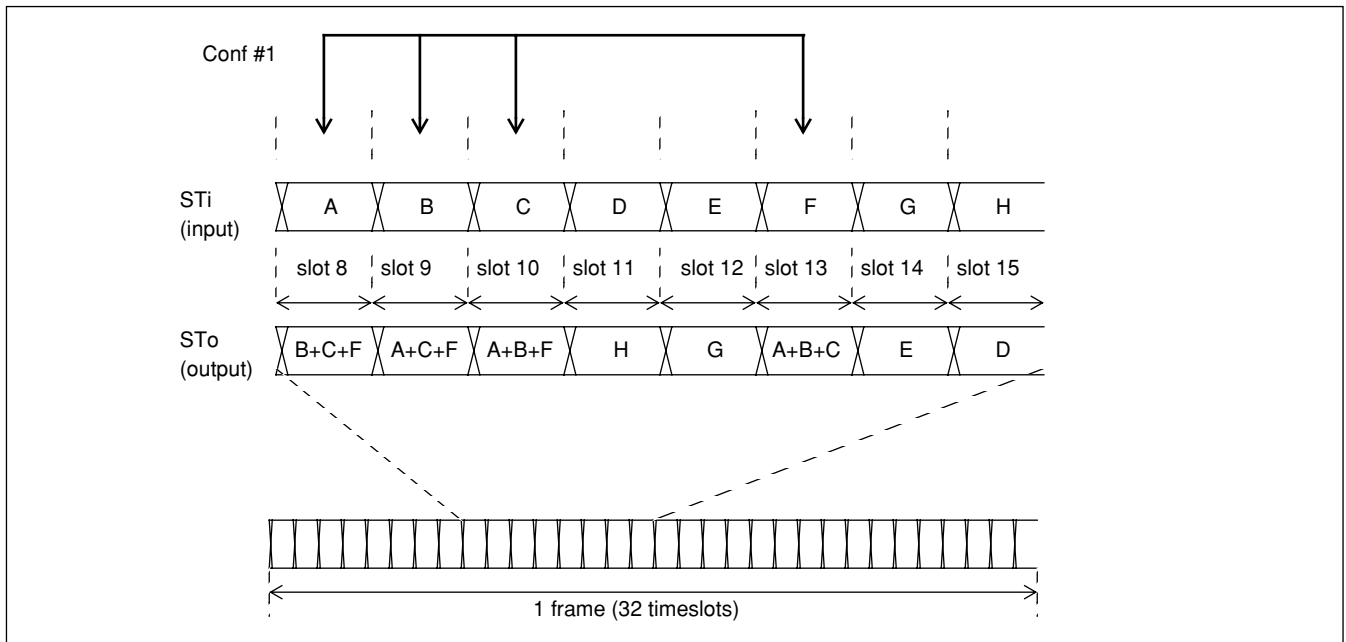 Conf #1
STi
(input)
A B C D E F G H
slot 8 slot 9 slot 10 slot 11 slot 12 slot 13 slot 14 slot 15
STo
(output)
B+C+F A+C+F A+B+F H G A+B+C E D
1 frame (32 timeslots)